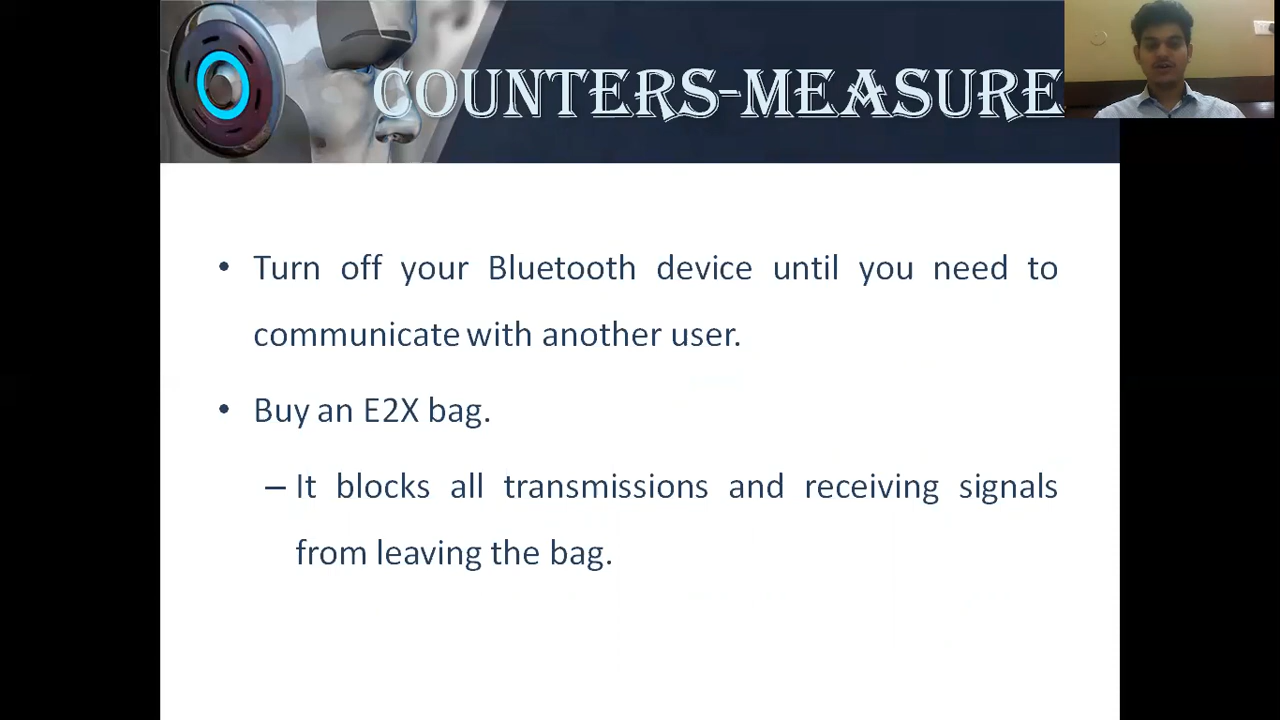 COUNTERS-MEASURE
• Turn off your Bluetooth device until you need to
communicate with another user.
• Buy an E2X bag.
– It blocks all transmissions and receiving signals
from leaving the bag.